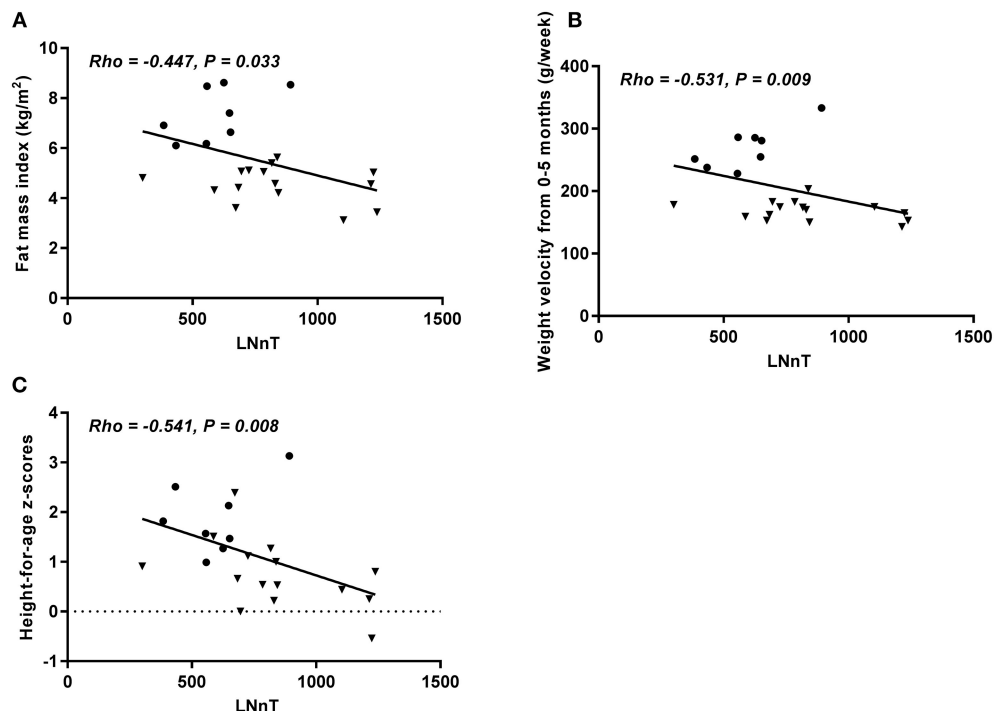 A
Rho = -0.447, P = 0.033
Fat mass index (kg/m²)
10
8
6
4
2
0
0 500 1000 1500
LNnT
B
Rho = -0.531, P = 0.009
Weight velocity from 0-5 months (g/week)
400
300
200
100
0
0 500 1000 1500
LNnT
C
Rho = -0.541, P = 0.008
Height-for-age z-scores
4
3
2
1
0
-1
0 500 1000 1500
LNnT